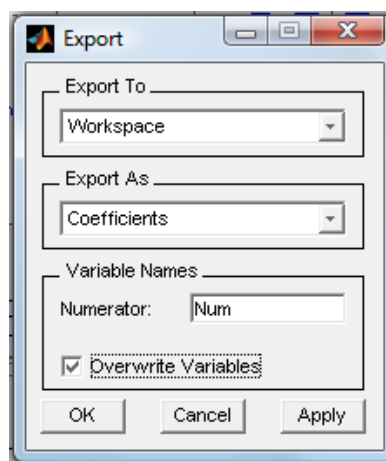 Export
Export To
Workspace
Export As
Coefficients
Variable Names
Numerator: Num
Overwrite Variables
OK Cancel Apply